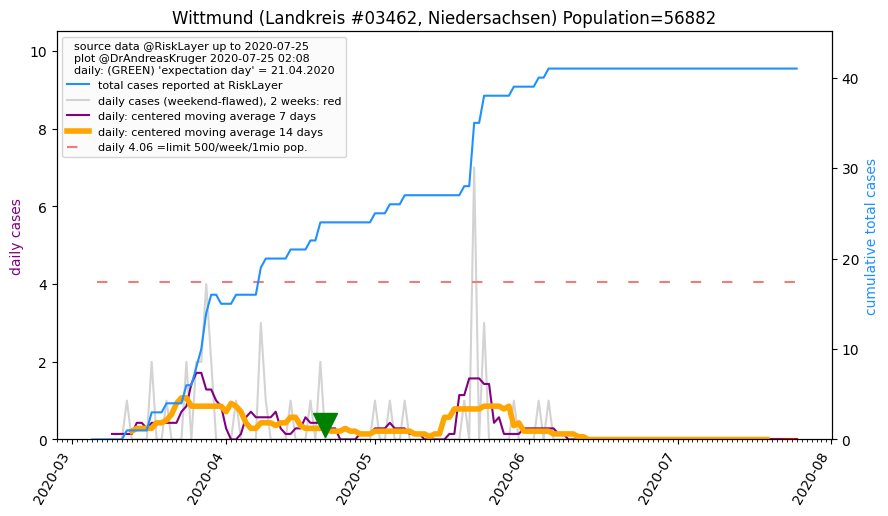 Wittmund (Landkreis #03462, Niedersachsen) Population=56882
source data @RiskLayer up to 2020-07-25
plot @DrAndreasKruger 2020-07-25 02:08
daily: (GREEN) 'expectation day' = 21.04.2020
total cases reported at RiskLayer
daily cases (weekend-flawed), 2 weeks: red
daily: centered moving average 7 days
daily: centered moving average 14 days
daily 4.06 =limit 500/week/1mio pop.
daily cases
10
8
6
4
2
0
40
30
20
10
0
cumulative total cases
2020-03
2020-04
2020-05
2020-06
2020-07
2020-08